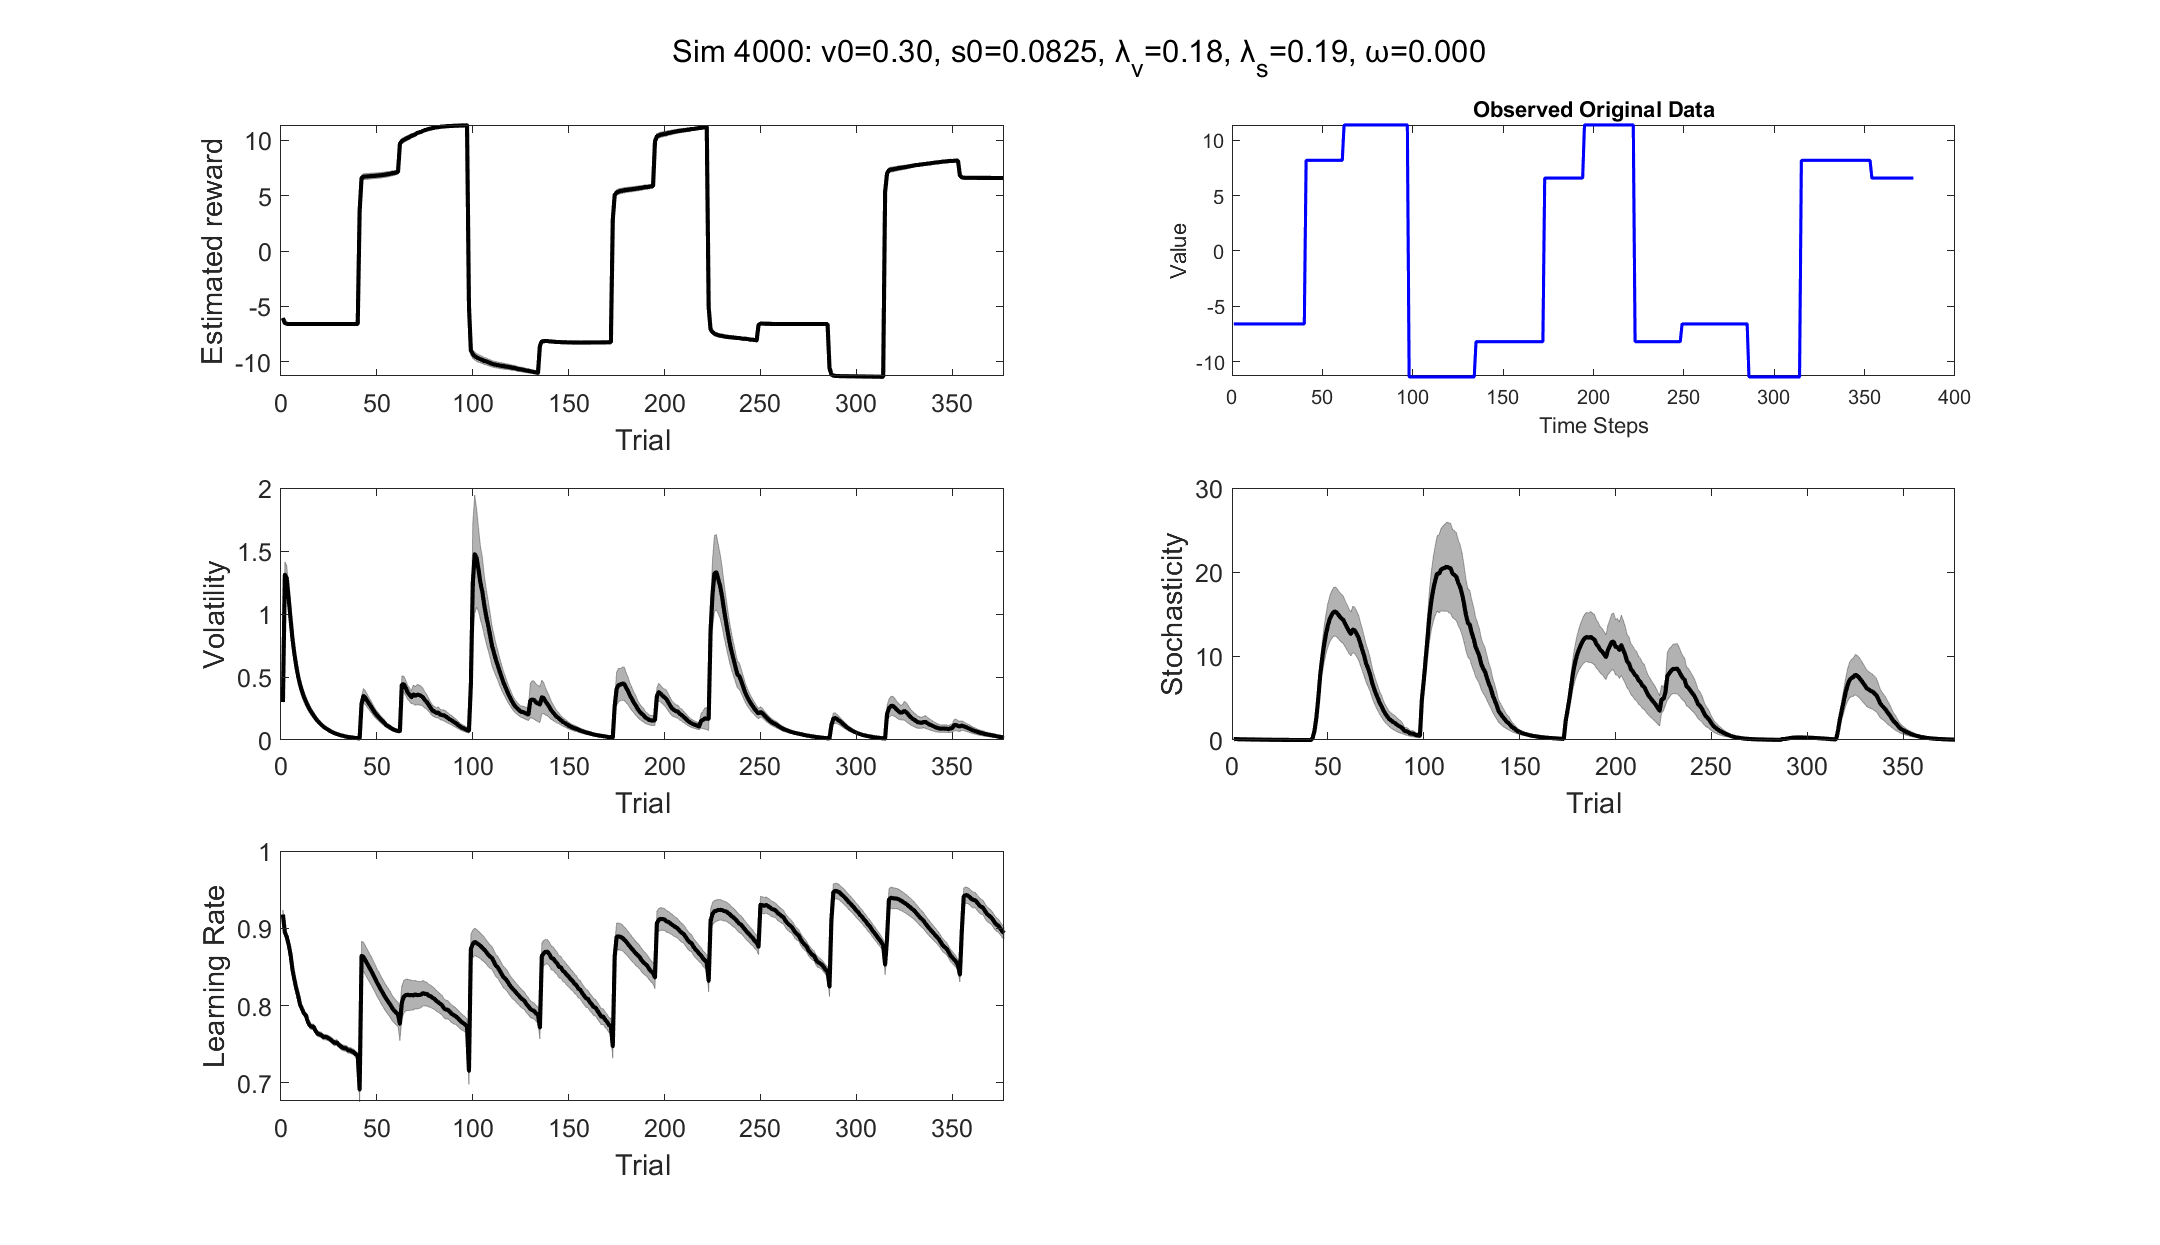 Sim 4000: v0=0.30, s0=0.0825, λv=0.18, λs=0.19, ω=0.000
Estimated reward
10
5
0
-5
-10
0 50 100 150 200 250 300 350
Trial
Observed Original Data
Value
10
5
0
-5
-10
0 50 100 150 200 250 300 350 400
Time Steps
Volatility
2
1.5
1
0.5
0
0 50 100 150 200 250 300 350
Trial
Stochasticity
30
20
10
0
0 50 100 150 200 250 300 350
Trial
Learning Rate
1
0.9
0.8
0.7
0 50 100 150 200 250 300 350
Trial